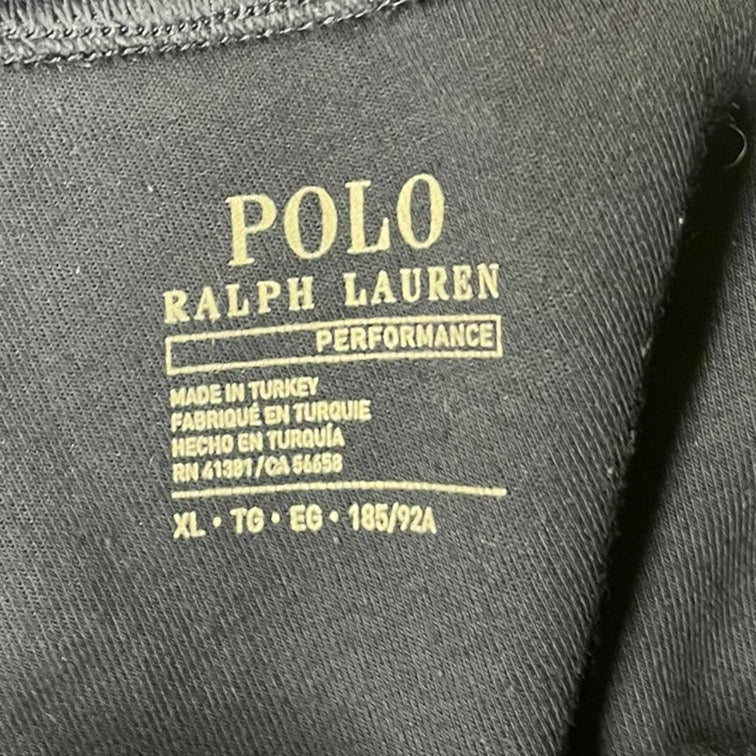 POLO
RALPH LAUREN
PERFORMANCE
MADE IN TURKEY
FABRIQUÉ EN TURQUIE
HECHO EN TURQUÍA
RN 41381/CA 56658
XL • TG • EG • 185/92A